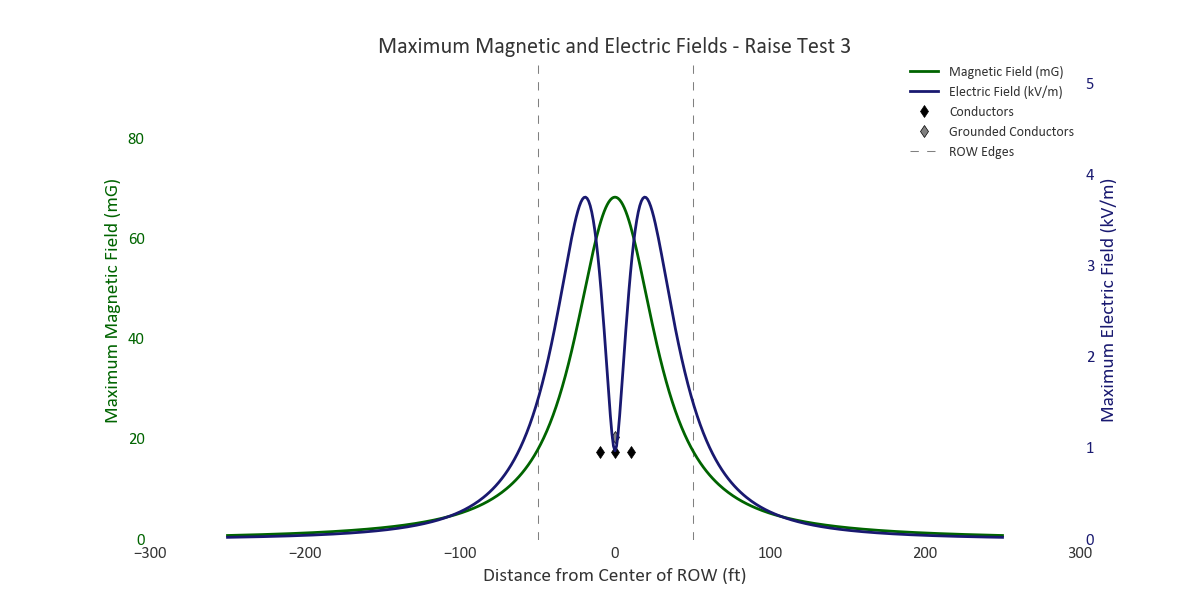 Maximum Magnetic and Electric Fields - Raise Test 3
Magnetic Field (mG)
Electric Field (kV/m)
Conductors
Grounded Conductors
ROW Edges
Maximum Magnetic Field (mG)
80
60
40
20
0
Maximum Electric Field (kV/m)
5
4
3
2
1
0
−300
−200
−100
0
100
200
300
Distance from Center of ROW (ft)